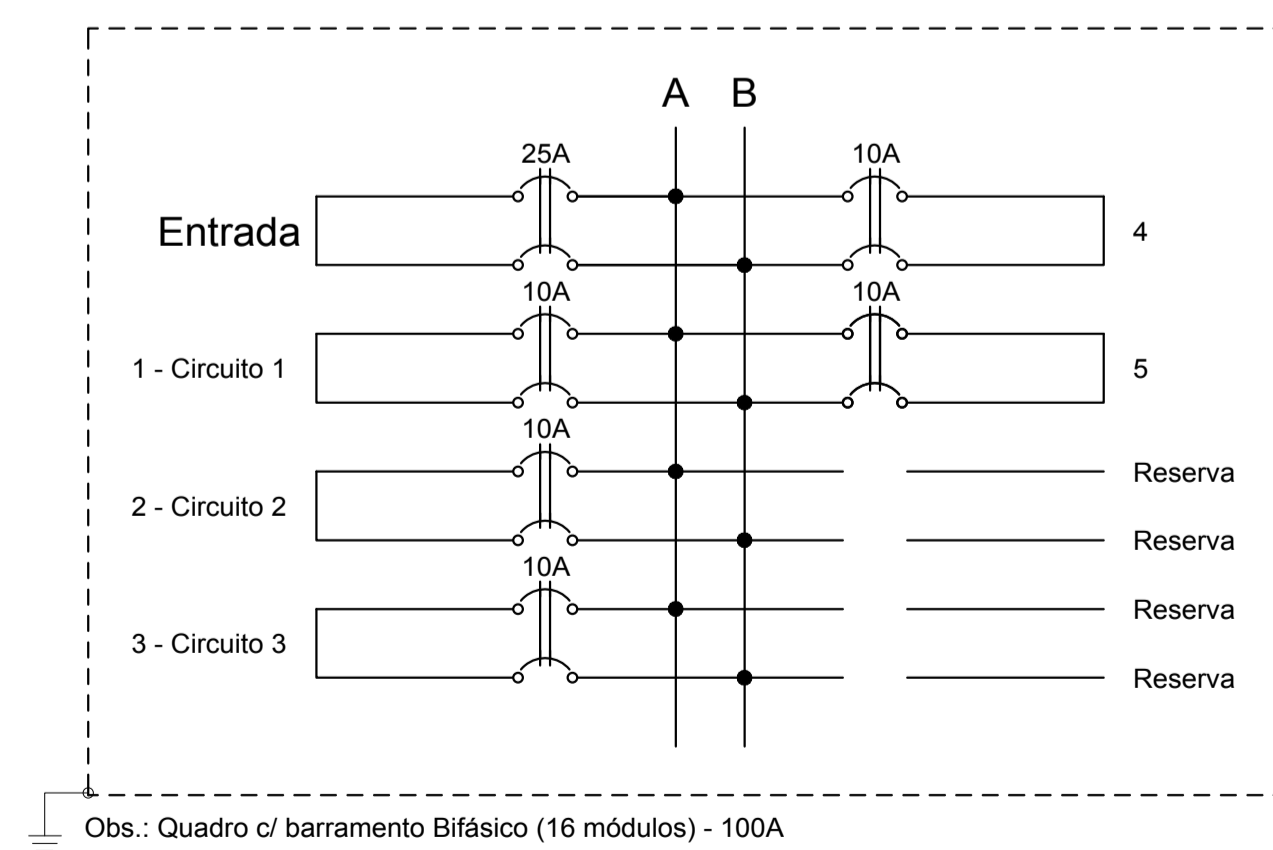 A B
25A 10A
Entrada 4
10A 10A
1 - Circuito 1 5
10A
2 - Circuito 2
Reserva
Reserva
10A
3 - Circuito 3
Reserva
Reserva
Obs.: Quadro c/ barramento Bifásico (16 módulos) - 100A